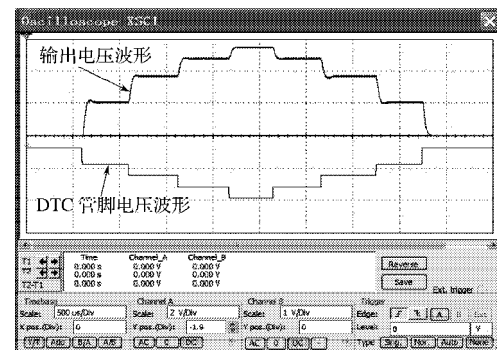 Oscilloscope XSC1
输出电压波形
DTC 管脚电压波形
T1
T2
T2-T1
Time Channel_A Channel_B
0.000 s 0.000 V 0.000 V
0.000 s 0.000 V 0.000 V
0.000 s 0.000 V 0.000 V
Reverse
Save
Ext. trigger
Timebase Channel A Channel B Trigger
Scale: 500 us/Div Scale: 2 V/Div Scale: 1 V/Div Edge: A B Ext
X pos.(Div): 0 Y pos.(Div): -1.9 Y pos.(Div): 0 Level: 0 V
Y/T Add B/A A/B AC 0 DC AC 0 DC - Type Sing. Nor. Auto None